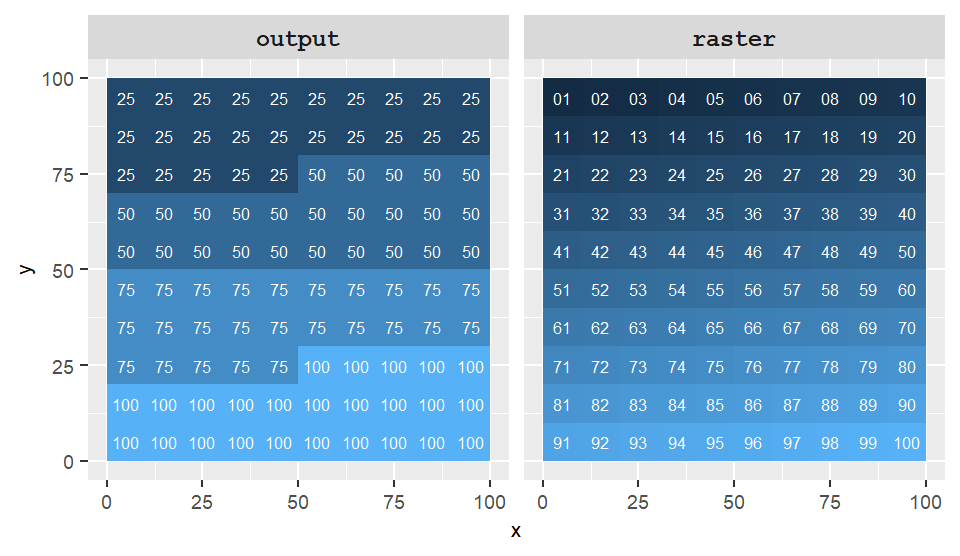 output raster
100 25 25 25 25 25 25 25 25 25 25 01 02 03 04 05 06 07 08 09 10
25 25 25 25 25 25 25 25 25 25 11 12 13 14 15 16 17 18 19 20
75 25 25 25 25 25 50 50 50 50 50 21 22 23 24 25 26 27 28 29 30
50 50 50 50 50 50 50 50 50 50 31 32 33 34 35 36 37 38 39 40
50 50 50 50 50 50 50 50 50 50 41 42 43 44 45 46 47 48 49 50
y 50
75 75 75 75 75 75 75 75 75 75 51 52 53 54 55 56 57 58 59 60
75 75 75 75 75 75 75 75 75 75 61 62 63 64 65 66 67 68 69 70
25 75 75 75 75 75 100 100 100 100 100 71 72 73 74 75 76 77 78 79 80
100 100 100 100 100 100 100 100 100 100 81 82 83 84 85 86 87 88 89 90
0 100 100 100 100 100 100 100 100 100 100 91 92 93 94 95 96 97 98 99 100
0 25 50 75 100 0 25 50 75 100
x